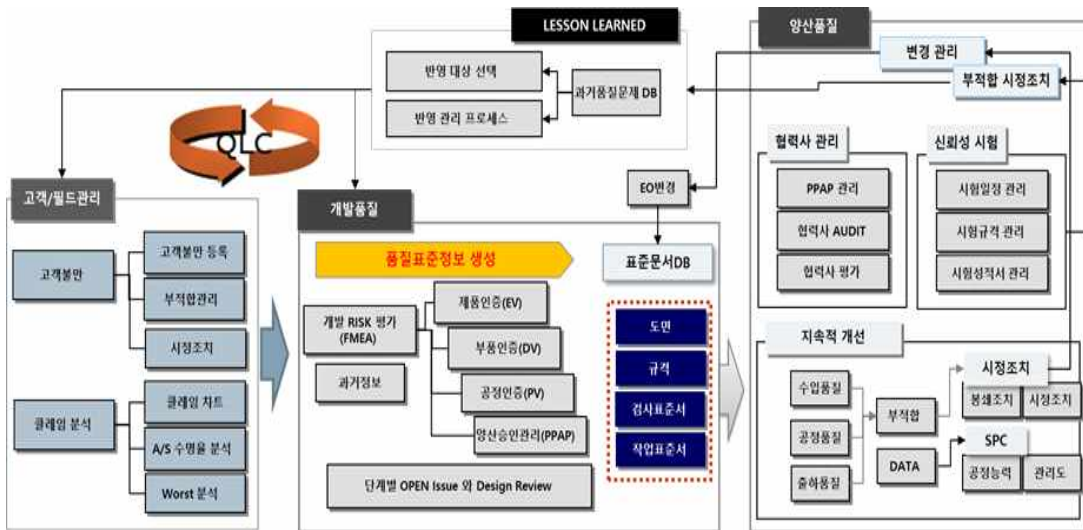 LESSON LEARNED
반영 대상 선택
반영 관리 프로세스
과거품질문제 DB
QLC
고객/필드관리
고객불만
고객불만 등록
부적합관리
시정조치
클레임 분석
클레임 차트
A/S 수명율 분석
Worst 분석
개발품질
품질표준정보 생성
개발 RISK 평가
(FMEA)
과거정보
제품인증(EV)
부품인증(DV)
공정인증(PV)
양산승인관리(PPAP)
단계별 OPEN Issue 와 Design Review
EO변경
표준문서DB
도면
규격
검사표준서
작업표준서
양산품질
변경 관리
부적합 시정조치
협력사 관리
PPAP 관리
협력사 AUDIT
협력사 평가
신뢰성 시험
시험일정 관리
시험규격 관리
시험성적서 관리
지속적 개선
수입품질
공정품질
출하품질
부적합
DATA
시정조치
봉쇄조치
시정조치
SPC
공정능력
관리도